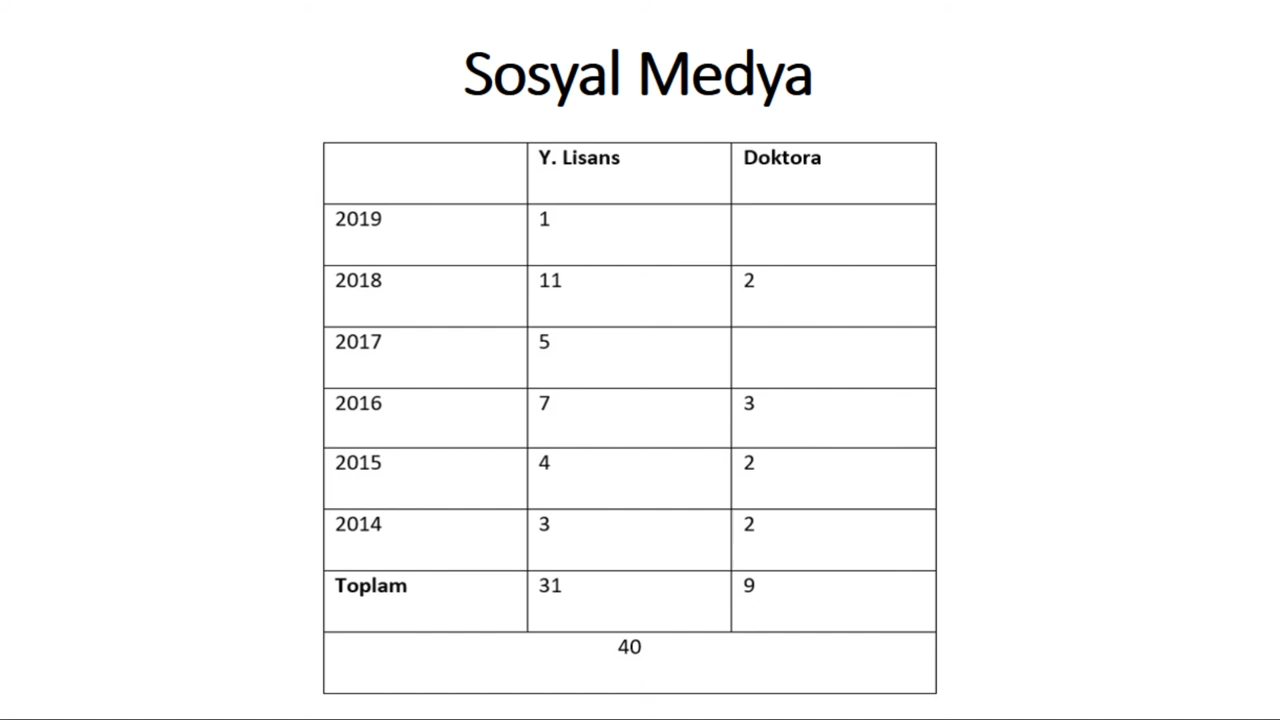 Sosyal Medya
Y. Lisans Doktora
2019 1
2018 11 2
2017 5
2016 7 3
2015 4 2
2014 3 2
Toplam 31 9
40